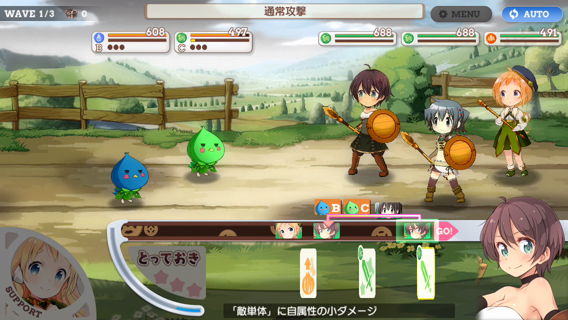 WAVE 1/3 0
通常攻撃
MENU
AUTO
608
B
497
C
688
688
491
B C
GO!
とっておき
SUPPORT
「敵単体」に自属性の小ダメージ